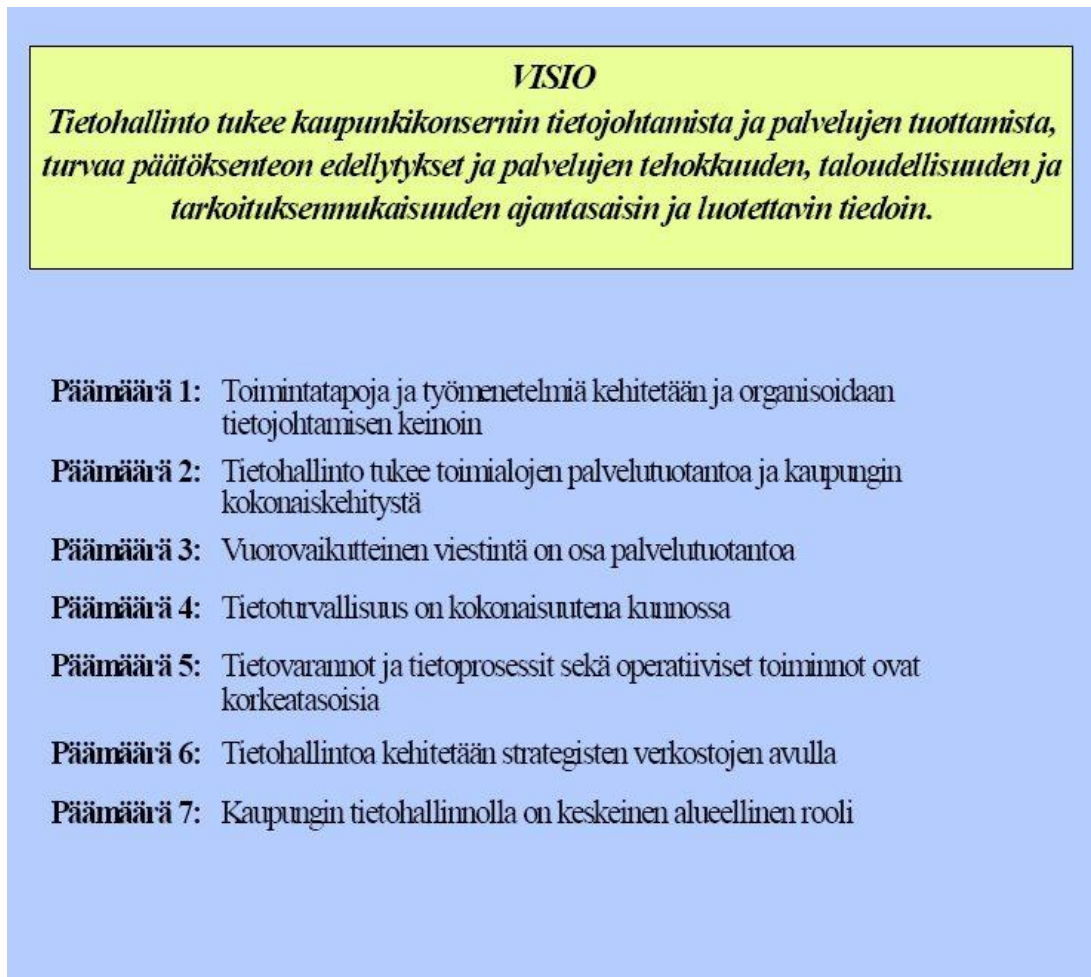 VISIO
Tietohallinto tukee kaupunkikonsernin tietojohtamista ja palvelujen tuottamista,
turvaa päätöksenteon edellytykset ja palvelujen tehokkuuden, taloudellisuuden ja
tarkoituksenmukaisuuden ajantasaisin ja luotettavin tiedoin.
Päämäärä 1: Toimintatapoja ja työmenetelmiä kehitetään ja organisoidaan
tietojohtamisen keinoin
Päämäärä 2: Tietohallinto tukee toimialojen palvelutuotantoa ja kaupungin
kokonaiskehitystä
Päämäärä 3: Vuorovaikutteinen viestintä on osa palvelutuotantoa
Päämäärä 4: Tietoturvallisuus on kokonaisuutena kunnossa
Päämäärä 5: Tietovarannot ja tietoprosessit sekä operatiiviset toiminnot ovat
korkeatasoisia
Päämäärä 6: Tietohallintoa kehitetään strategisten verkostojen avulla
Päämäärä 7: Kaupungin tietohallinnolla on keskeinen alueellinen rooli